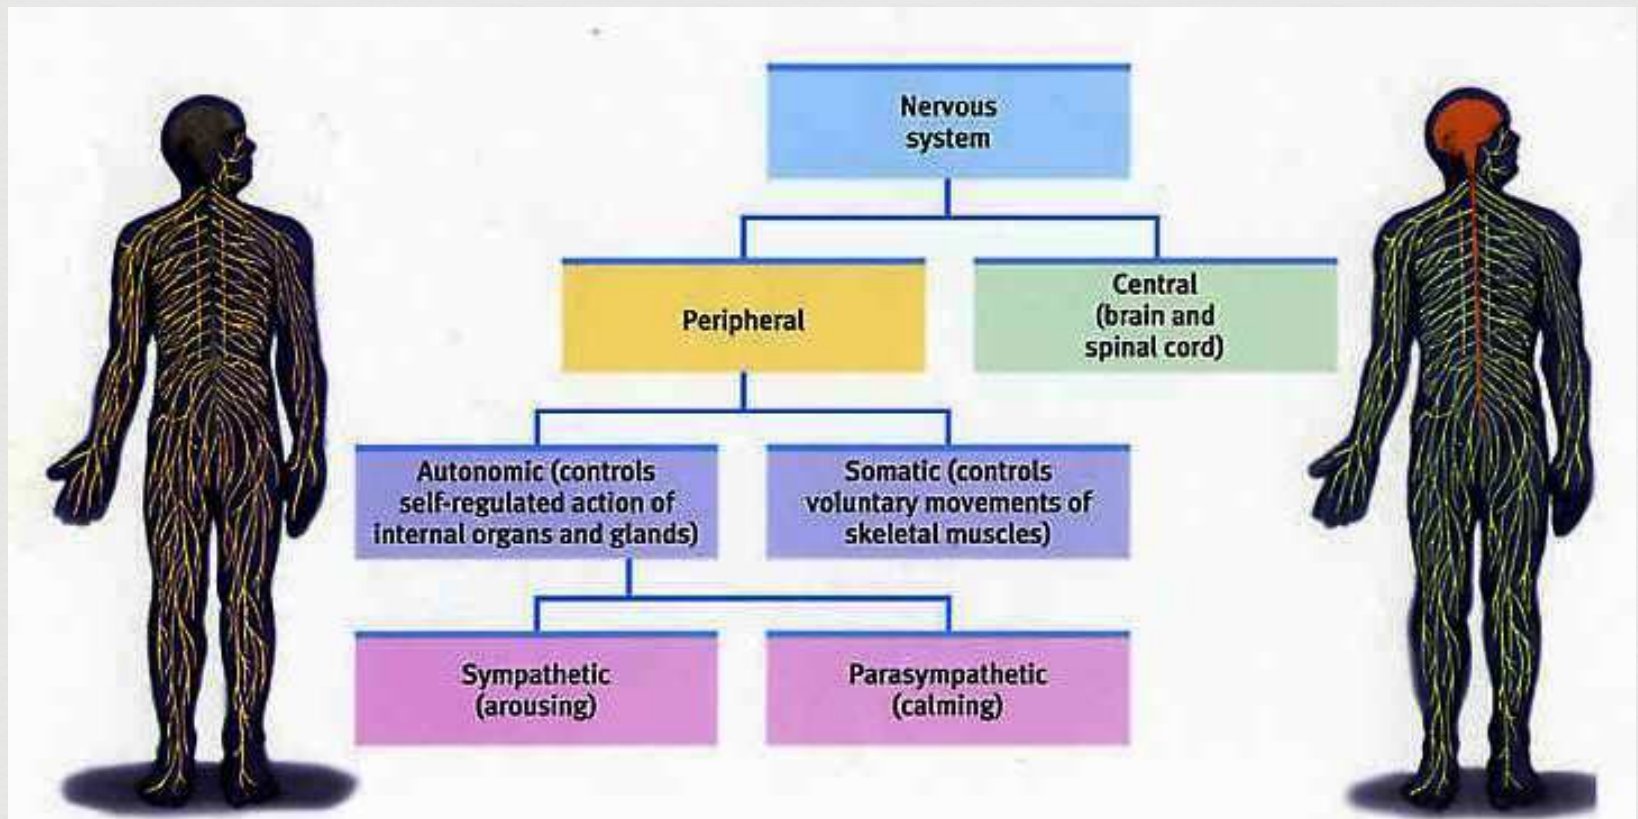 Nervous
system
Peripheral
Central
(brain and
spinal cord)
Autonomic (controls
self-regulated action of
internal organs and glands)
Somatic (controls
voluntary movements of
skeletal muscles)
Sympathetic
(arousing)
Parasympathetic
(calming)